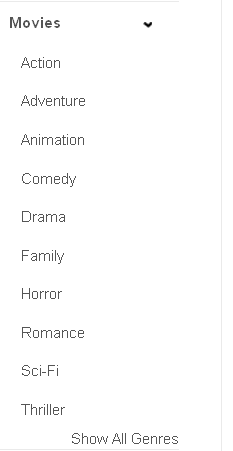 Movies
Action
Adventure
Animation
Comedy
Drama
Family
Horror
Romance
Sci-Fi
Thriller
Show All Genres